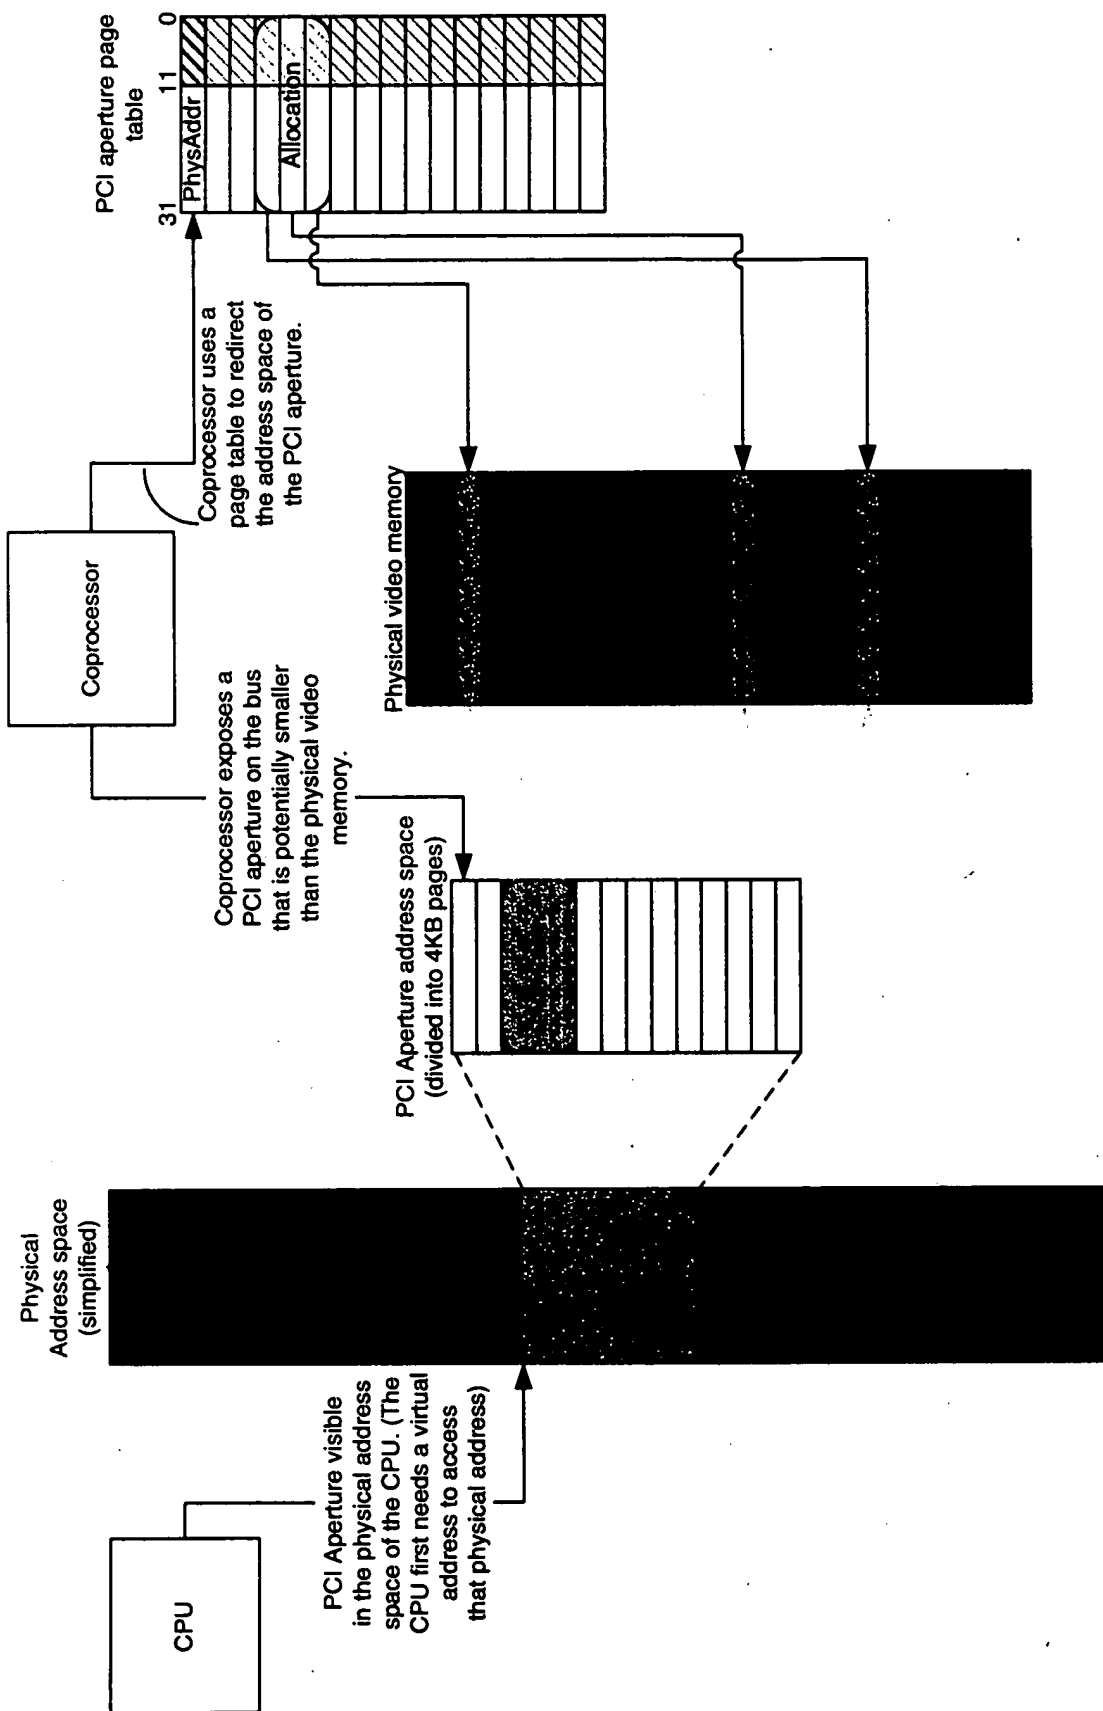 CPU
PCI Aperture visible
in the physical address
space of the CPU. (The
CPU first needs a virtual
address to access
that physical address)
Physical
Address space
(simplified)
PCI Aperture address space
(divided into 4KB pages)
Coprocessor exposes a
PCI aperture on the bus
that is potentially smaller
than the physical video
memory.
Coprocessor
Physical video memory
Coprocessor uses a
page table to redirect
the address space of
the PCI aperture.
PCI aperture page
table
31
11
0
PhysAddr
Allocation